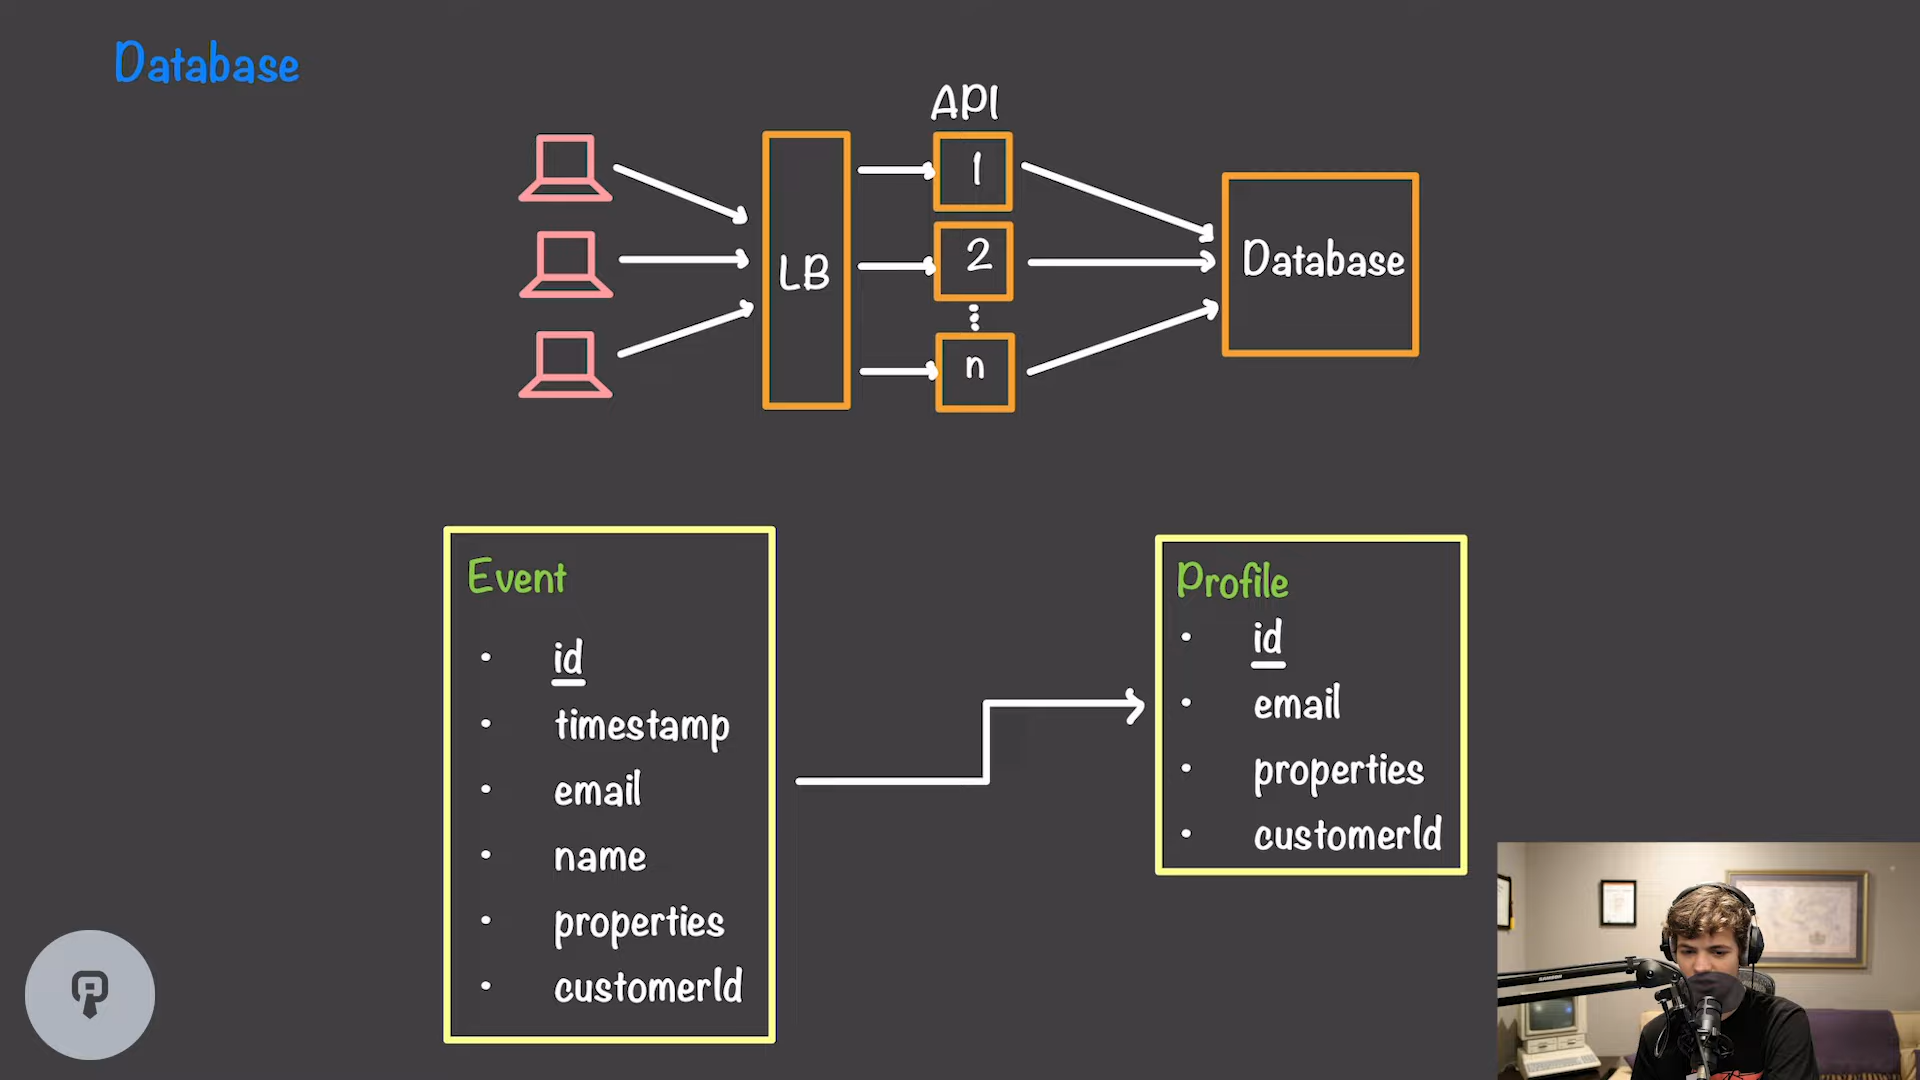 Database
API
1
LB
2
Database
n
Event
• id
• timestamp
• email
• name
• properties
• customerId
Profile
• id
• email
• properties
• customerId